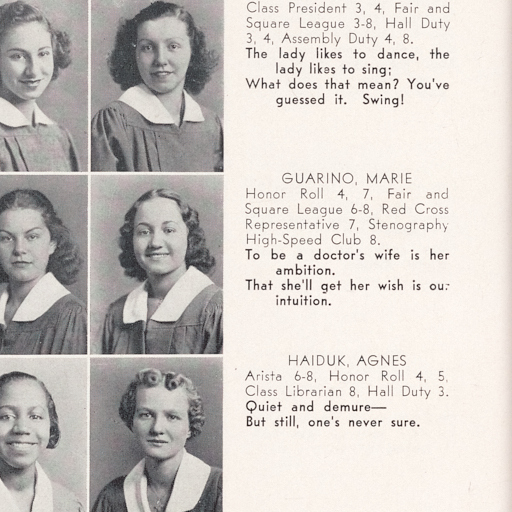 Class President 3, 4, Fair and
Square League 3-8, Hall Duty
3, 4, Assembly Duty 4, 8.
The lady likes to dance, the
lady likes to sing;
What does that mean? You've
guessed it. Swing!
GUARINO, MARIE
Honor Roll 4, 7, Fair and
Square League 6-8, Red Cross
Representative 7, Stenography
High-Speed Club 8.
To be a doctor's wife is her
ambition.
That she'll get her wish is our
intuition.
HAIDUK, AGNES
Arista 6-8, Honor Roll 4, 5,
Class Librarian 8, Hall Duty 3.
Quiet and demure—
But still, one's never sure.